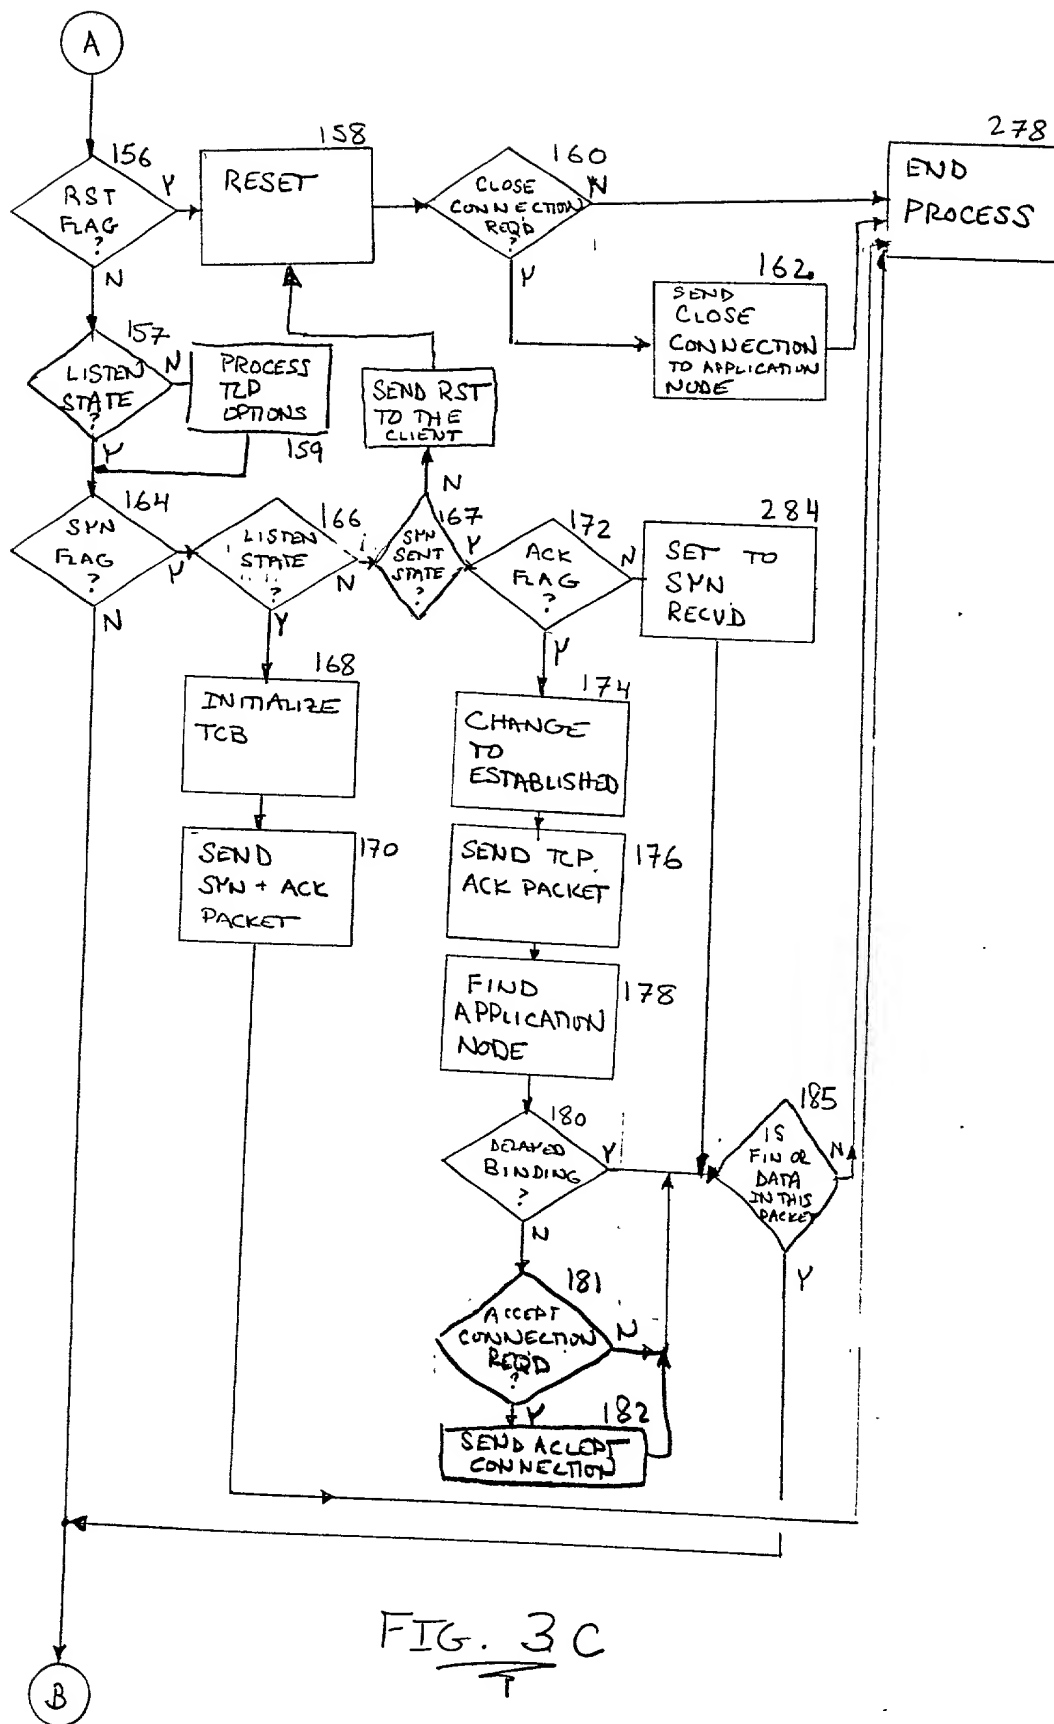 A
156
RST
FLAG
?
Y
N
158
RESET
160
CLOSE
CONNECTION
REQ'D
?
N
Y
278
END
PROCESS
162
SEND
CLOSE
CONNECTION
TO APPLICATION
NODE
157
LISTEN
STATE
?
N
Y
PROCESS
TCP
OPTIONS
159
SEND RST
TO THE
CLIENT
164
SYN
FLAG
?
Y
N
166
LISTEN
STATE
?
N
Y
167
SYN
SENT
STATE
?
N
Y
172
ACK
FLAG
?
N
Y
284
SET TO
SYN
RECVD
168
INITIALIZE
TCB
170
SEND
SYN + ACK
PACKET
174
CHANGE
TO
ESTABLISHED
176
SEND TCP
ACK PACKET
178
FIND
APPLICATION
NODE
180
DELAYED
BINDING
?
Y
N
181
ACCEPT
CONNECTION
REQ'D
?
N
Y
182
SEND ACCEPT
CONNECTION
185
IS
FIN OR
DATA
IN THIS
PACKET
N
Y
B
FIG. 3C